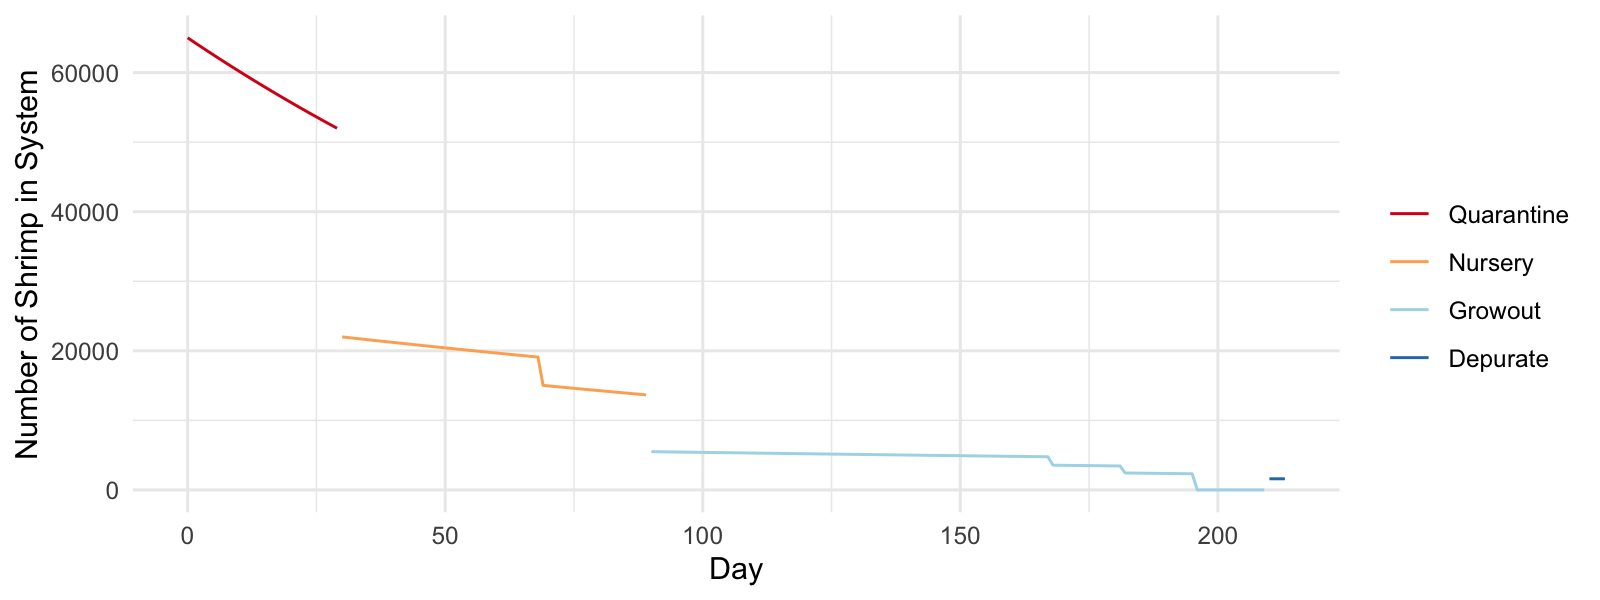 Number of Shrimp in System
60000
40000
20000
0
0 50 100 150 200
Day
Quarantine
Nursery
Growout
Depurate